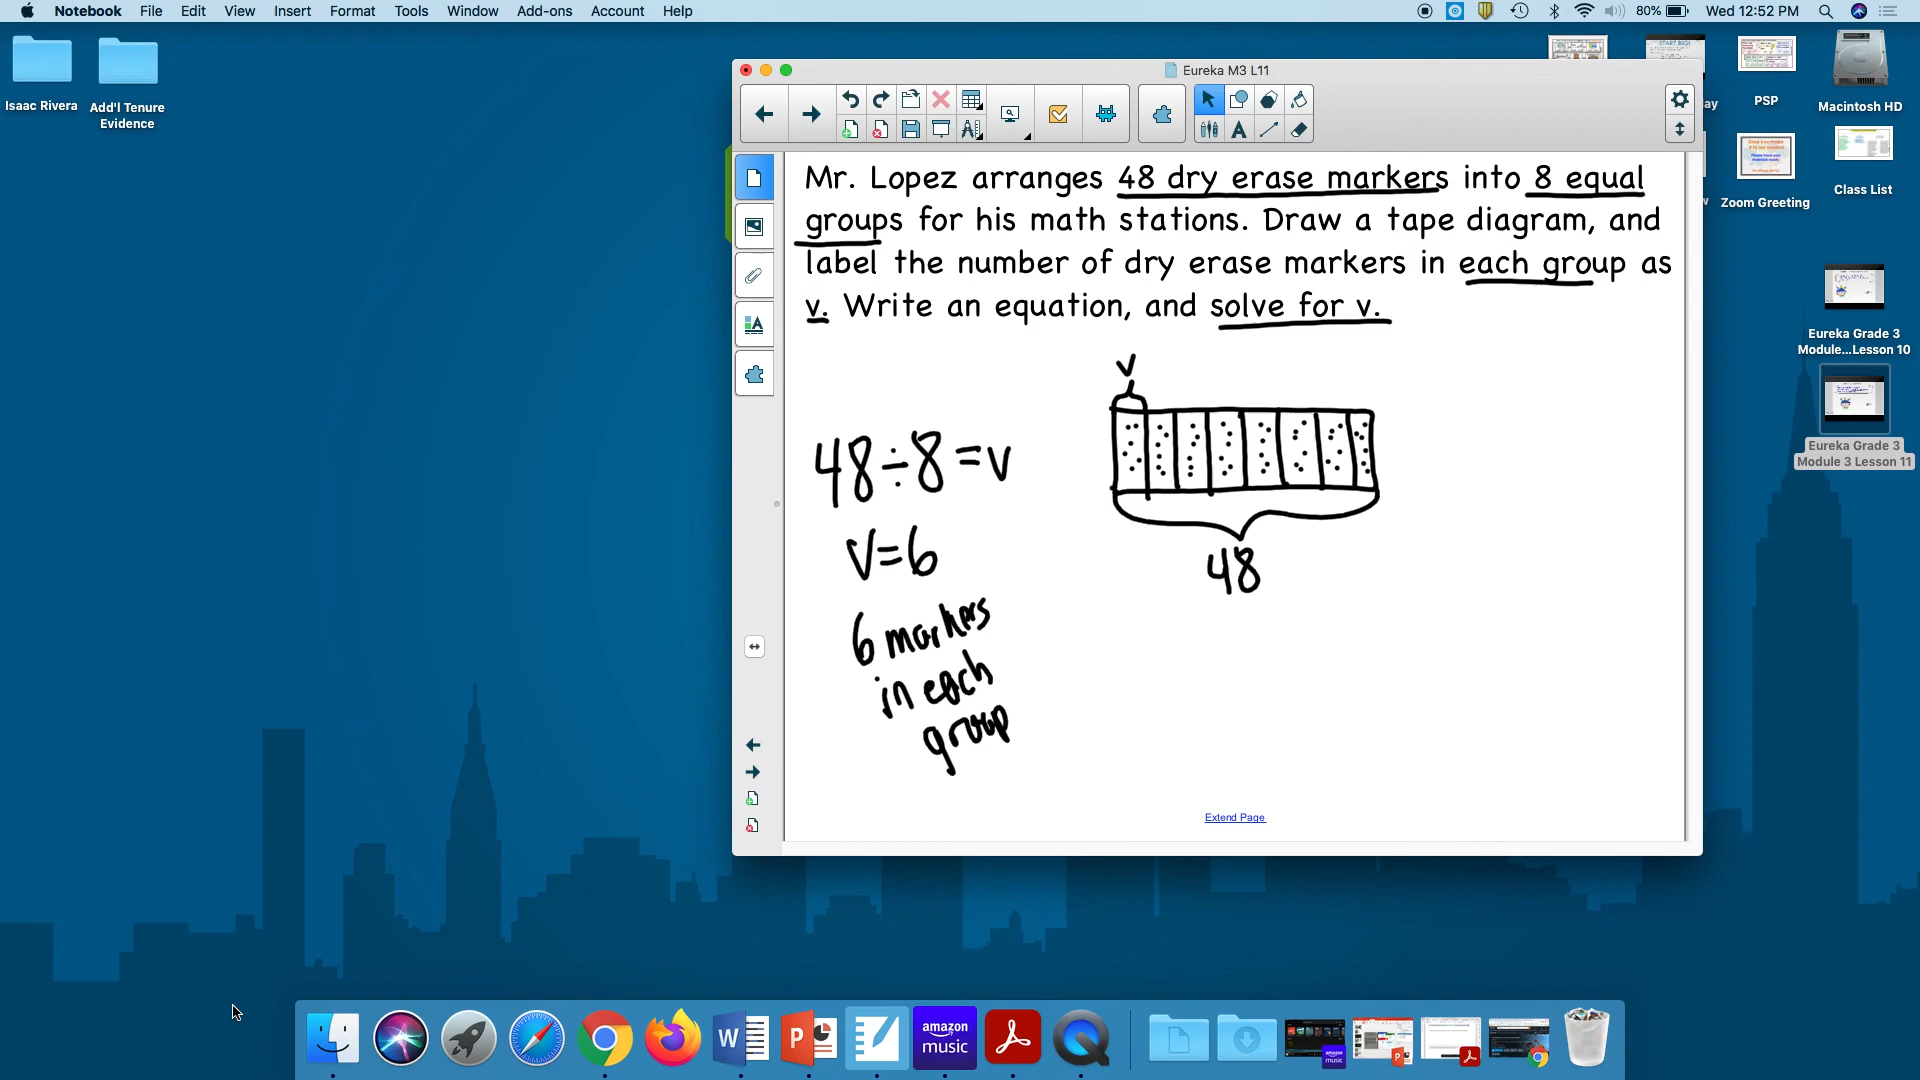 Notebook File Edit View Insert Format Tools Window Add-ons Account Help 80% Wed 12:52 PM
Isaac Rivera
Add'l Tenure
Evidence
Eureka M3 L11
Mr. Lopez arranges 48 dry erase markers into 8 equal
groups for his math stations. Draw a tape diagram, and
label the number of dry erase markers in each group as
v. Write an equation, and solve for v.
v
48÷8=v
v=6
48
6 markers
in each
group
Extend Page
START BIG!
ay
PSP
Macintosh HD
w
Zoom Greeting
Class List
Eureka Grade 3
Module...Lesson 10
Eureka Grade 3
Module 3 Lesson 11
amazon
music